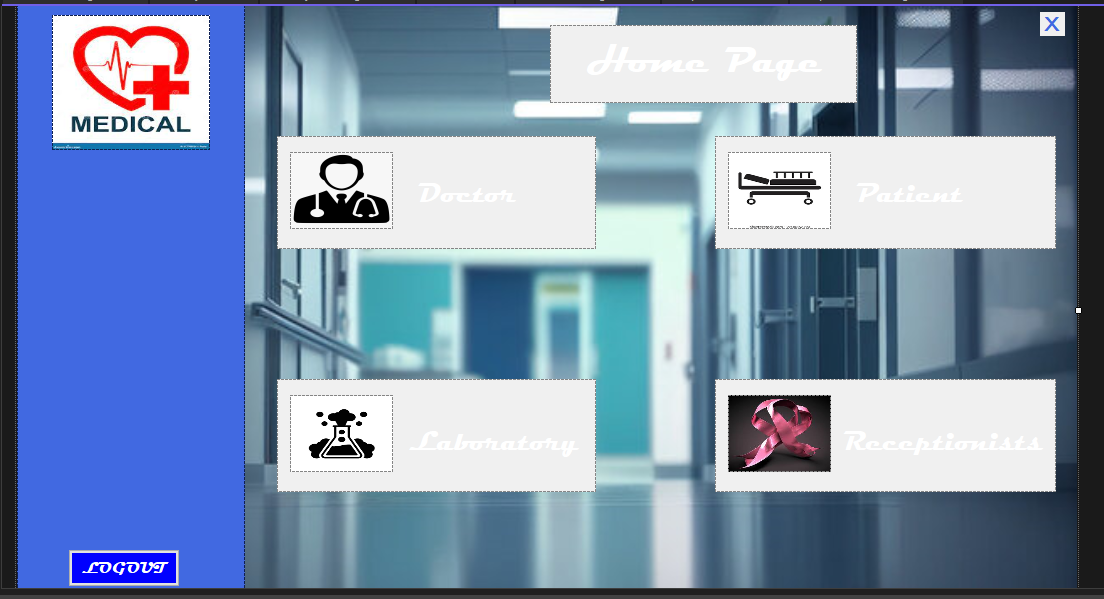 MEDICAL
X
Home Page
Doctor
Patient
Laboratory
Receptionists
LOGOUT